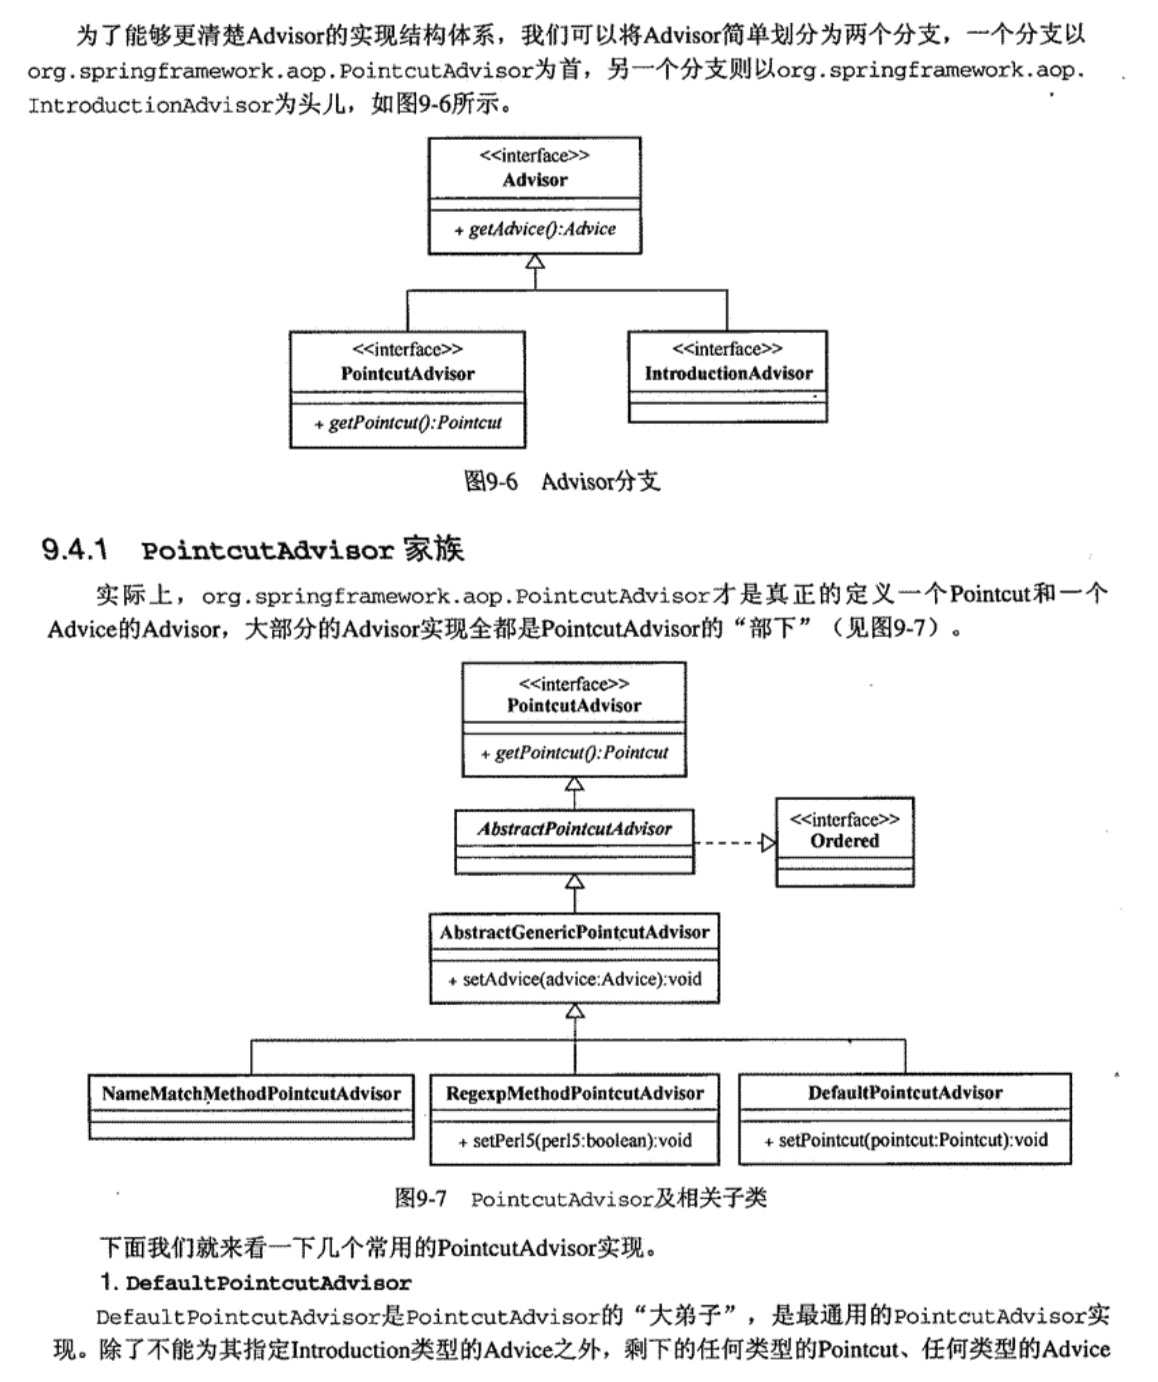 为了能够更清楚Advisor的实现结构体系，我们可以将Advisor简单划分为两个分支，一个分支以
org.springframework.aop.PointcutAdvisor为首，另一个分支则以org.springframework.aop.
IntroductionAdvisor为头儿，如图9-6所示。
<<interface>>
Advisor
+ getAdvice():Advice
<<interface>>
PointcutAdvisor
+ getPointcut():Pointcut
<<interface>>
IntroductionAdvisor
图9-6 Advisor分支
9.4.1 PointcutAdvisor 家族
实际上，org.springframework.aop.PointcutAdvisor才是真正的定义一个Pointcut和一个
Advice的Advisor，大部分的Advisor实现全都是PointcutAdvisor的“部下”（见图9-7）。
<<interface>>
PointcutAdvisor
+ getPointcut():Pointcut
AbstractPointcutAdvisor
<<interface>>
Ordered
AbstractGenericPointcutAdvisor
+ setAdvice(advice:Advice):void
NameMatchMethodPointcutAdvisor
RegexpMethodPointcutAdvisor
+ setPerl5(perl5:boolean):void
DefaultPointcutAdvisor
+ setPointcut(pointcut:Pointcut):void
图9-7 PointcutAdvisor及相关子类
下面我们就来看一下几个常用的PointcutAdvisor实现。
1. DefaultPointcutAdvisor
DefaultPointcutAdvisor是PointcutAdvisor的“大弟子”，是最通用的PointcutAdvisor实
现。除了不能为其指定Introduction类型的Advice之外，剩下的任何类型的Pointcut、任何类型的Advice